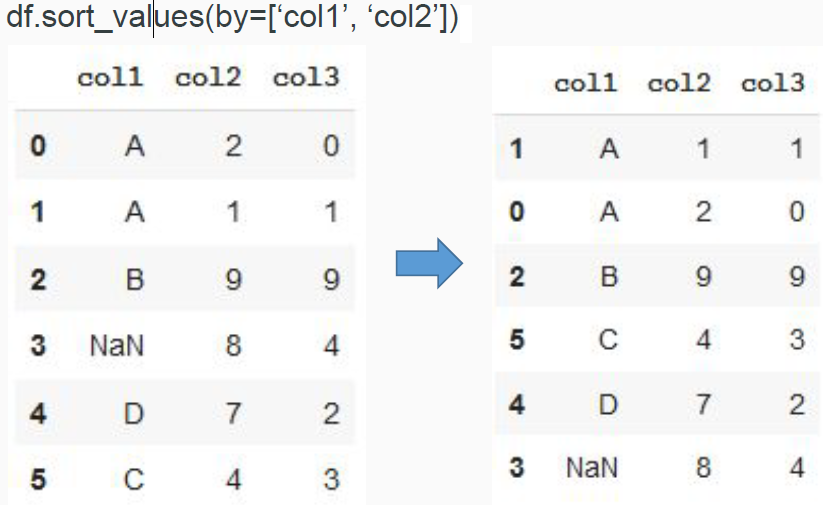 df.sort_values(by=[‘col1’, ‘col2’])
col1 col2 col3
0 A 2 0
1 A 1 1
2 B 9 9
3 NaN 8 4
4 D 7 2
5 C 4 3
col1 col2 col3
1 A 1 1
0 A 2 0
2 B 9 9
5 C 4 3
4 D 7 2
3 NaN 8 4